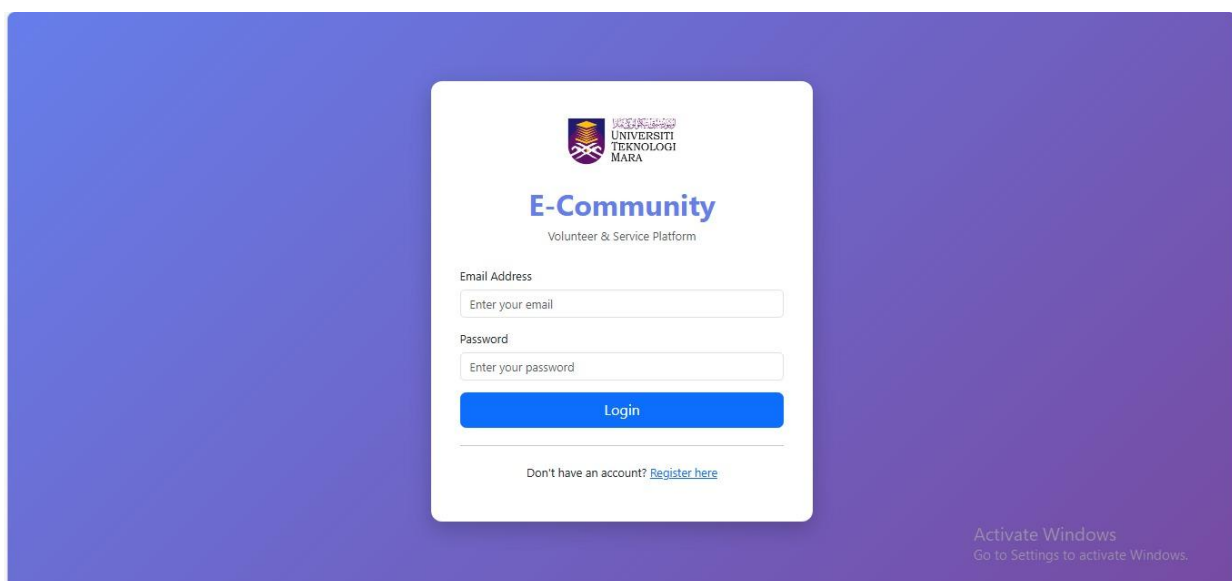 UNIVERSITI
TEKNOLOGI
MARA
E-Community
Volunteer & Service Platform
Email Address
Enter your email
Password
Enter your password
Login
Don't have an account? Register here
Activate Windows
Go to Settings to activate Windows.